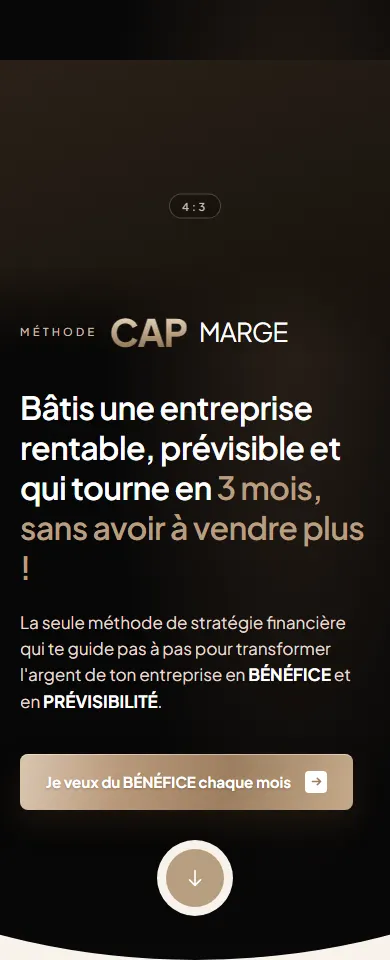 4:3
MÉTHODE CAP MARGE
Bâtis une entreprise
rentable, prévisible et
qui tourne en 3 mois,
sans avoir à vendre plus
!
La seule méthode de stratégie financière
qui te guide pas à pas pour transformer
l'argent de ton entreprise en BÉNÉFICE et
en PRÉVISIBILITÉ.
Je veux du BÉNÉFICE chaque mois